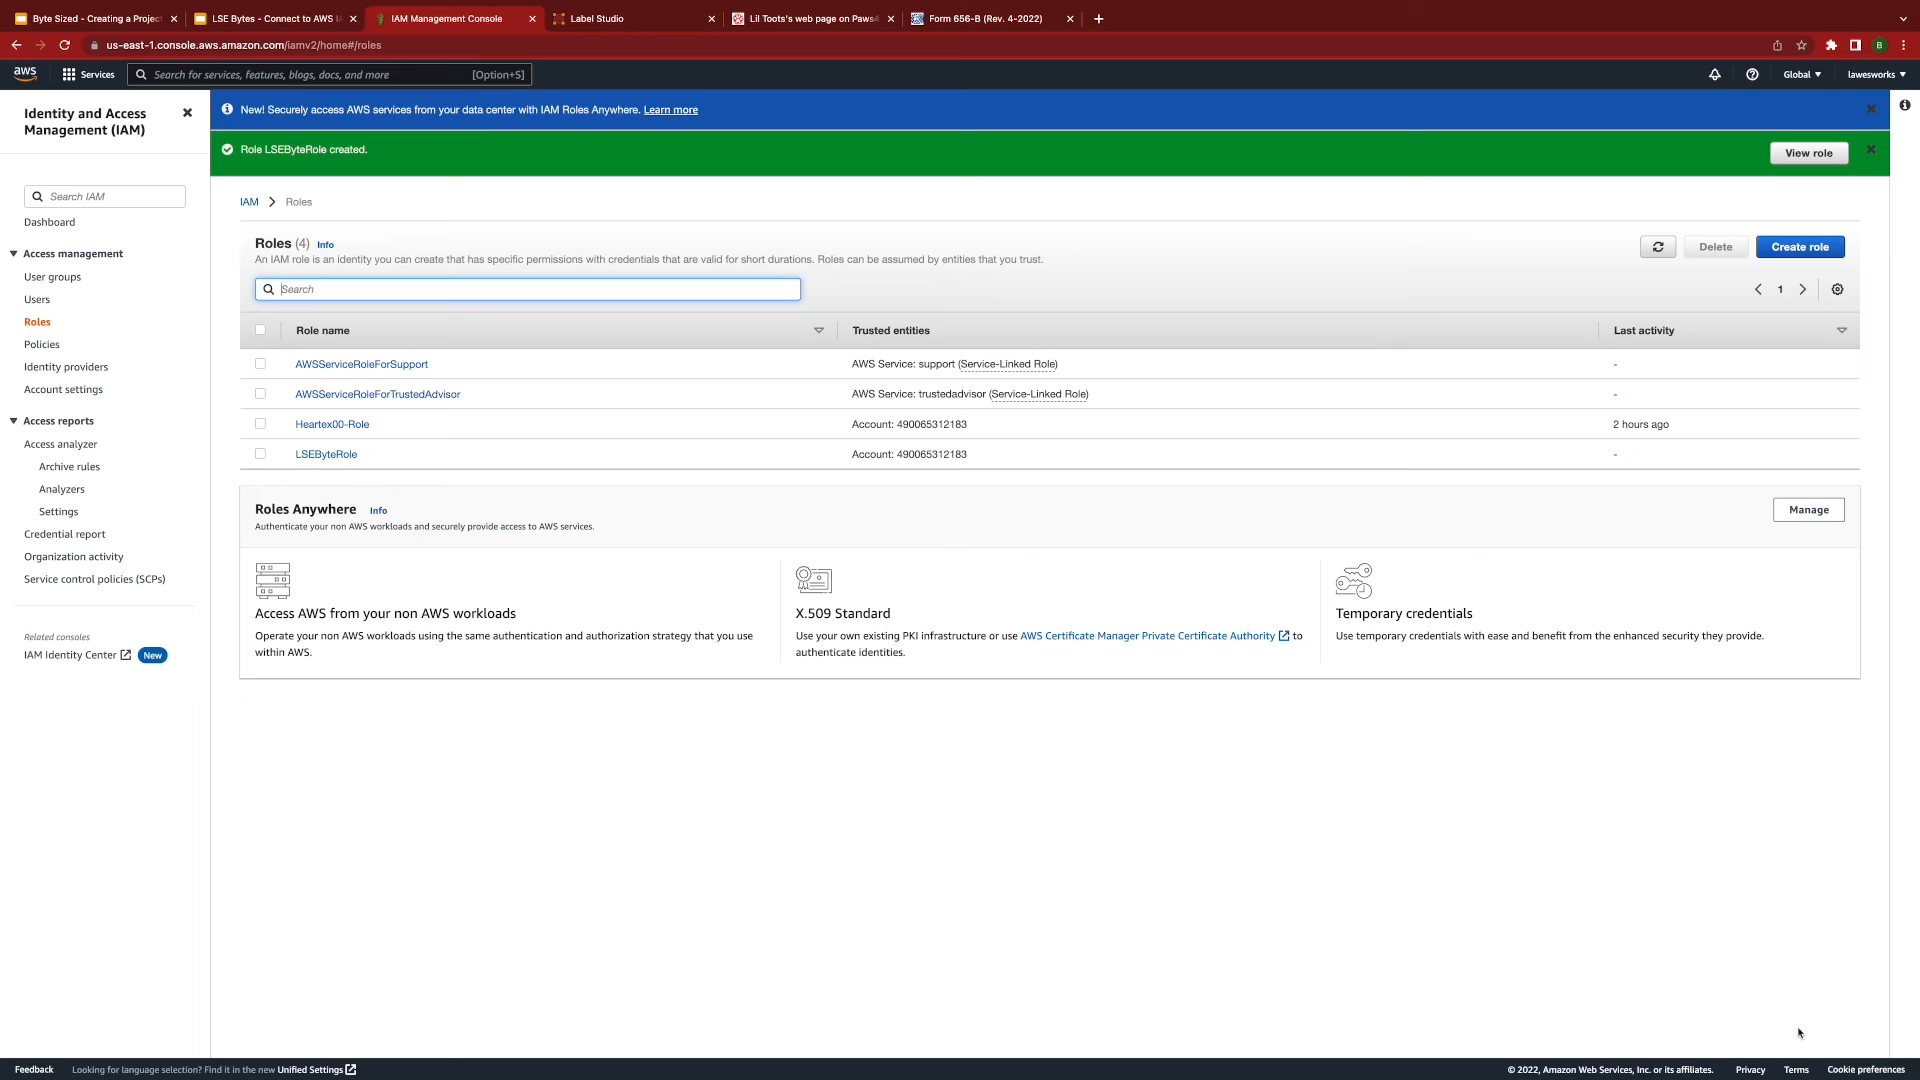 Byte Sized - Creating a Project
LSE Bytes - Connect to AWS IA
IAM Management Console
Label Studio
Lil Toots's web page on Paws4
Form 656-B (Rev. 4-2022)
us-east-1.console.aws.amazon.com/iamv2/home#/roles
B
aws
Services
Search for services, features, blogs, docs, and more
[Option+S]
Global
lawesworks
Identity and Access
Management (IAM)
Search IAM
Dashboard
Access management
User groups
Users
Roles
Policies
Identity providers
Account settings
Access reports
Access analyzer
Archive rules
Analyzers
Settings
Credential report
Organization activity
Service control policies (SCPs)
Related consoles
IAM Identity Center New
New! Securely access AWS services from your data center with IAM Roles Anywhere. Learn more
Role LSEByteRole created.
View role
IAM > Roles
Roles (4) Info
An IAM role is an identity you can create that has specific permissions with credentials that are valid for short durations. Roles can be assumed by entities that you trust.
Delete
Create role
Search
1
Role name Trusted entities Last activity
AWSServiceRoleForSupport AWS Service: support (Service-Linked Role) -
AWSServiceRoleForTrustedAdvisor AWS Service: trustedadvisor (Service-Linked Role) -
Heartex00-Role Account: 490065312183 2 hours ago
LSEByteRole Account: 490065312183 -
Roles Anywhere Info
Authenticate your non AWS workloads and securely provide access to AWS services.
Manage
Access AWS from your non AWS workloads
Operate your non AWS workloads using the same authentication and authorization strategy that you use
within AWS.
X.509 Standard
Use your own existing PKI infrastructure or use AWS Certificate Manager Private Certificate Authority to
authenticate identities.
Temporary credentials
Use temporary credentials with ease and benefit from the enhanced security they provide.
Feedback
Looking for language selection? Find it in the new Unified Settings
© 2022, Amazon Web Services, Inc. or its affiliates.
Privacy
Terms
Cookie preferences